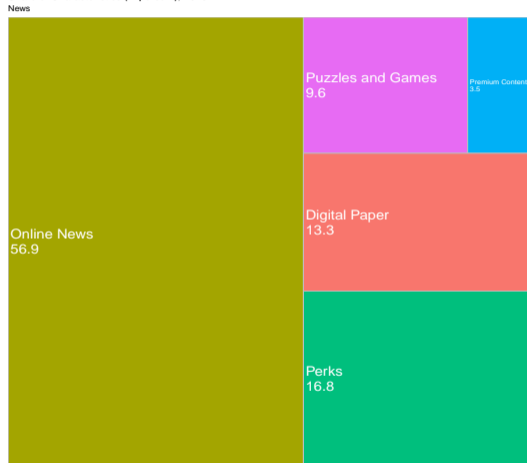 News
Puzzles and Games
9.6
Premium Content
3.5
Digital Paper
13.3
Online News
56.9
Perks
16.8